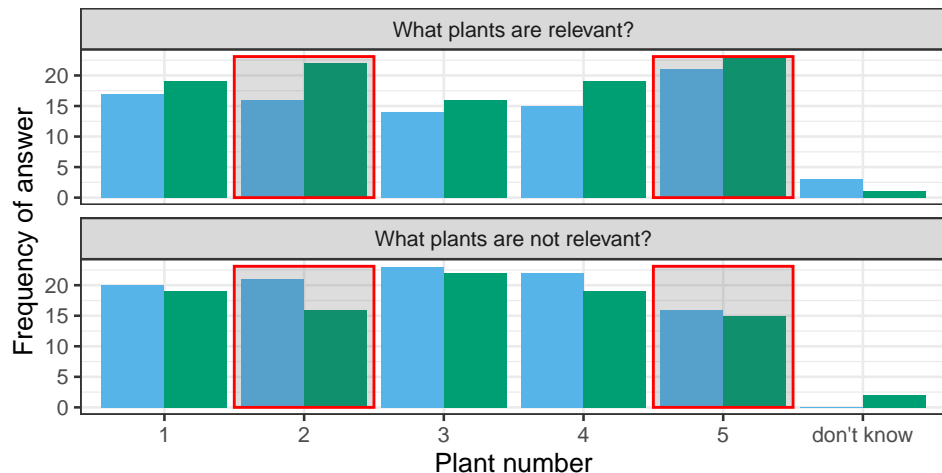 What plants are relevant?
20
15
10
5
0
What plants are not relevant?
20
15
10
5
0
Frequency of answer
1 2 3 4 5 don't know
Plant number